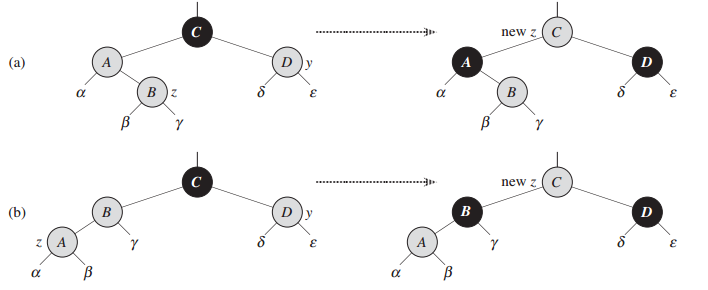 C new z C
(a) A D y A D
α B z δ ε α B δ ε
β γ β γ
C new z C
(b) B D y B D
z A γ δ ε A γ δ ε
α β α β